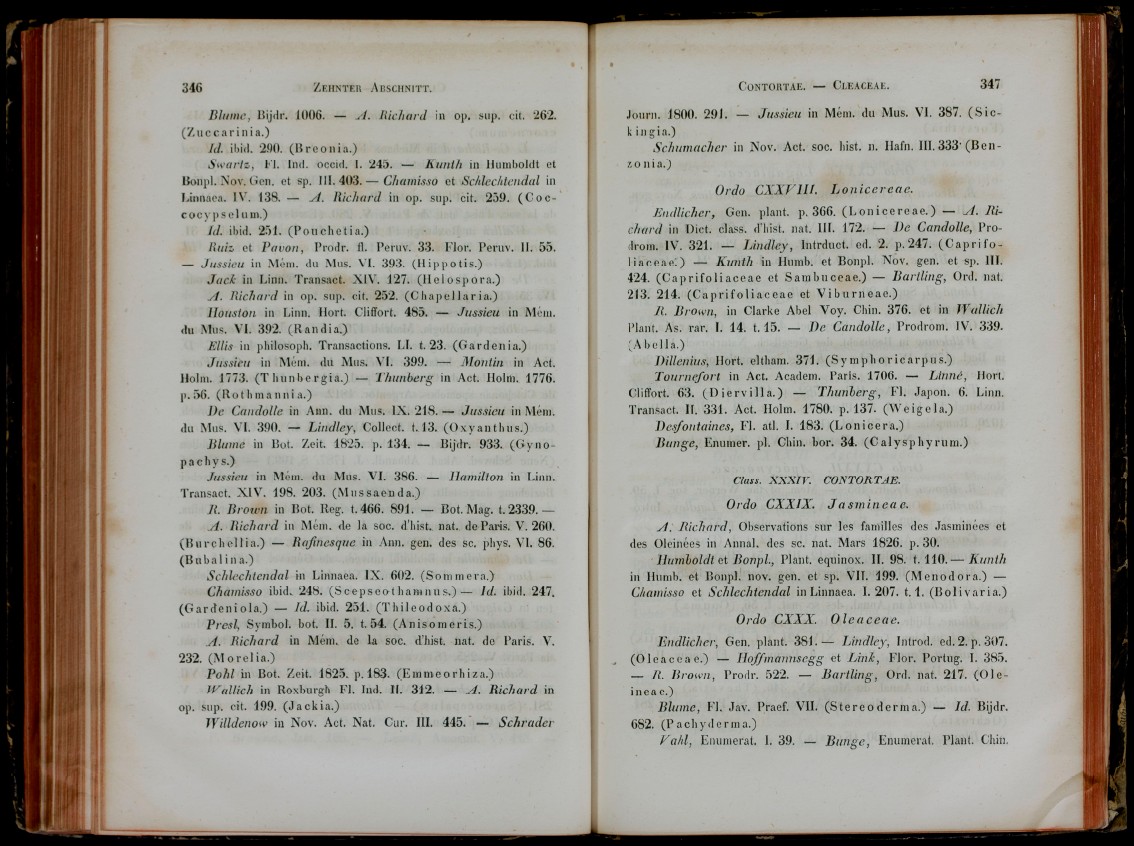 346
ZEHNTER ABSCHNITT.
Blume, Bijdr. 1006. — A. Richard in op. sup. cit. 262.
(Zuccarinia.)
Id. ibid. 290. (Breonia.)
Swartz, Fl. Ind. occid. I. 245. — Kunth in Humboldt et
Bonpl. Nov. Gen. et sp. III. 403. — Chamisso et Schlechtendal in
Linnaea. IV. 138. — A. Richard in op. sup. cit. 259. (Coc-
cocypselum.)
Id. ibid. 251. (Pouchetia.)
Ruiz et Pavon, Prodr. fl. Peruv. 33. Flor. Peruv. II. 55.
— Jussieu in Mém. du Mus. VI. 393. (Hippotis.)
Jack in Linn. Transact. XIV. 127. (Helospora.)
A. Richard in op. sup. cit. 252. (Chapellaria.)
Houston in Linn. Hort. Cliffort. 485. — Jussieu in Mém.
du Mus. VI. 392. (Randia.)
Ellis in philosoph. Transactions. LI. t. 23. (Gardenia.)
Jussieu in Mém. du Mus. VI. 399. — Montin in Act.
Holm. 1773. (Thunbergia.) — Thunberg in Act. Holm. 1776.
p. 56. (Rothmannia.)
De Candolle in Ann. du Mus. IX. 218. — Jussieu in Mém.
du Mus. VI. 390. — Lindley, Collect. t. 13. (Oxyanthus.)
Blume in Bot. Zeit. 1825. p. 134. — Bijdr. 933. (Gyno-
pachys.)
Jussieu in Mém. du Mus. VI. 386. — Hamilton in Linn.
Transact. XIV. 198. 203. (Mussaenda.)
R. Brown in Bot. Reg. t. 466. 891. — Bot. Mag. t. 2339. —
A. Richard in Mém. de la soc. d'hist. nat. de Paris. V. 260.
(Burchellia.) — Rafinesque in Ann. gen. des sc. phys. VI. 86.
(Bubalina.)
Schlechtendal in Linnaea. IX. 602. (Sommera.)
Chamisso ibid. 248. (Scepseothamnus.) — Id. ibid. 247.
(Gardeniola.) — Id. ibid. 251. (Thileodoxa.)
Presl, Symbol. bot. II. 5. t. 54. (Anisomeris.)
A. Richard in Mém. de la soc. d'hist. nat. de Paris. V.
232. (Morelia.)
Pohl in Bot. Zeit. 1825. p. 183. (Emmeorhiza.)
Wallich in Roxburgh Fl. Ind. II. 312. — A. Richard in
op. sup. cit. 199. (Jackia.)
Willdenow in Nov. Act. Nat. Cur. III. 445. — Schrader
CONTORTAE. — CLEACEAE.
347
Journ. 1800. 291. — Jussieu in Mém. du Mus. VI. 387. (Sic-
kingia.)
Schumacher in Nov. Act. soc. hist. n. Hafn. III. 333 (Ben-
zonia.)
Ordo CXXVIII. Lonicereae.
Endlicher, Gen. plant. p. 366. (Lonicereae.) — A. Ri-
chard in Dict. class. d'hist. nat. III. 172. — De Candolle, Pro-
drom. IV. 321. — Lindley, Intrduct. ed. 2. p. 247. (Caprifo-
liaceae.) — Kunth in Humb. et Bonpl. Nov. gen. et sp. III.
424. (Caprifoliaceae et Sambuceae.) — Bartling, Ord. nat.
213. 214. (Caprifoliaceae et Viburneae.)
R. Brown, in Clarke Abel Voy. Chin. 376. et in Wallich
Plant. As. rar. I. 14. t. 15. — De Candolle, Prodrom. IV. 339.
(Abella.)
Dillenius, Hort. eltham. 371. (Symphoricarpus.)
Tournefort in Act. Academ. Paris. 1706. — Linné, Hort.
Cliffort. 63. (Diervilla.) — Thunberg, Fl. Japon. 6. Linn.
Transact. II. 331. Act. Holm. 1780. p. 137. (Weigela.)
Desfontaines, Fl. atl. I. 183. (Lonicera.)
Bunge, Enumer. pl. Chin. bor. 34. (Calysphyrum.)
Class. XXXIV. CONTORTAE.
Ordo CXXIX. Jasmineae.
A. Richard, Observations sur les familles des Jasminées et
des Oleinées in Annal. des sc. nat. Mars 1826. p. 30.
Humboldt et Bonpl., Plant. equinox. II. 98. t. 110. — Kunth
in Humb. et Bonpl. nov. gen. et sp. VII. 199. (Menodora.) —
Chamisso et Schlechtendal in Linnaea. I. 207. t. 1. (Bolivaria.)
Ordo CXXX. Oleaceae.
Endlicher, Gen. plant. 381. — Lindley, Introd. ed. 2. p. 307.
(Oleaceae.) — Hoffmannsegg et Link, Flor. Portug. I. 385.
— R. Brown, Prodr. 522. — Bartling, Ord. nat. 217. (Ole-
ineae.)
Blume, Fl. Jav. Praef. VII. (Stereoderma.) — Id. Bijdr.
682. (Pachyderma.)
Vahl, Enumerat. I. 39. — Bunge, Enumerat. Plant. Chin.